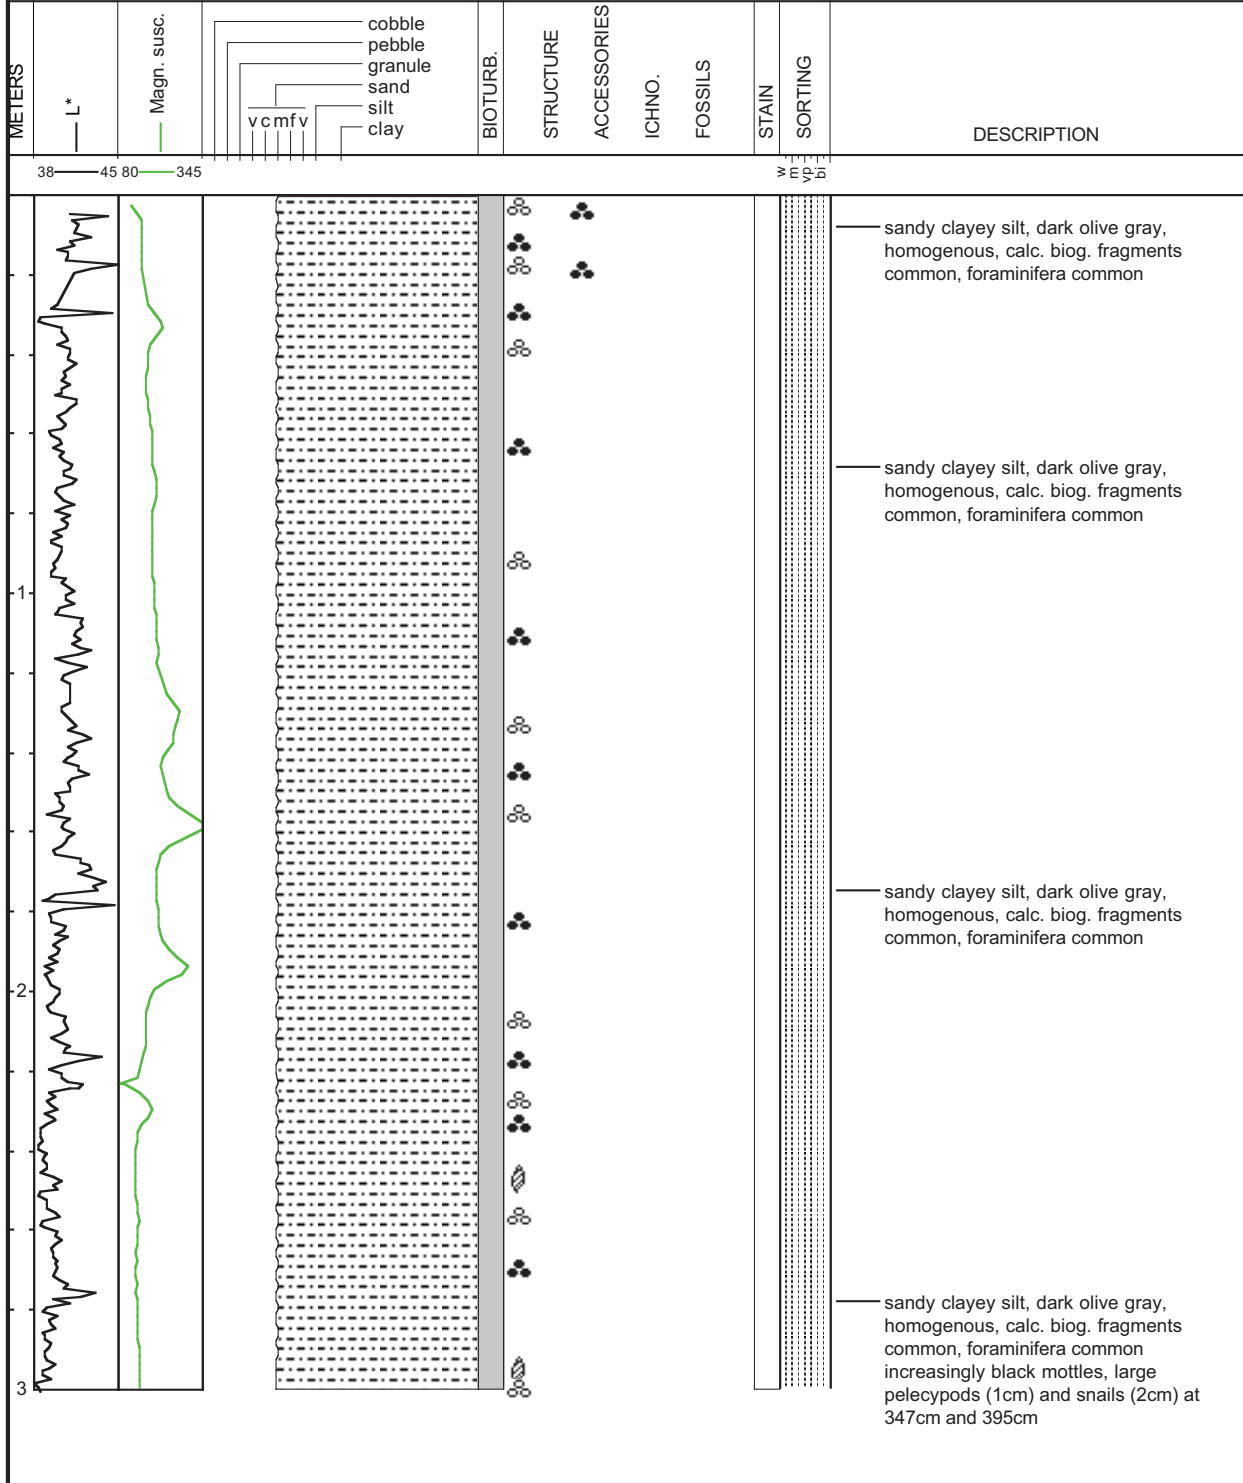 METERS
L*
Magn. susc.
cobble
pebble
granule
sand
silt
clay
v c m f v
BIOTURB.
STRUCTURE
ACCESSORIES
ICHNO.
FOSSILS
STAIN
SORTING
DESCRIPTION
38 45 80 345
w
m
vp
bi
sandy clayey silt, dark olive gray,
homogenous, calc. biog. fragments
common, foraminifera common
sandy clayey silt, dark olive gray,
homogenous, calc. biog. fragments
common, foraminifera common
1
sandy clayey silt, dark olive gray,
homogenous, calc. biog. fragments
common, foraminifera common
2
sandy clayey silt, dark olive gray,
homogenous, calc. biog. fragments
common, foraminifera common
increasingly black mottles, large
pelecypods (1cm) and snails (2cm) at
347cm and 395cm
3